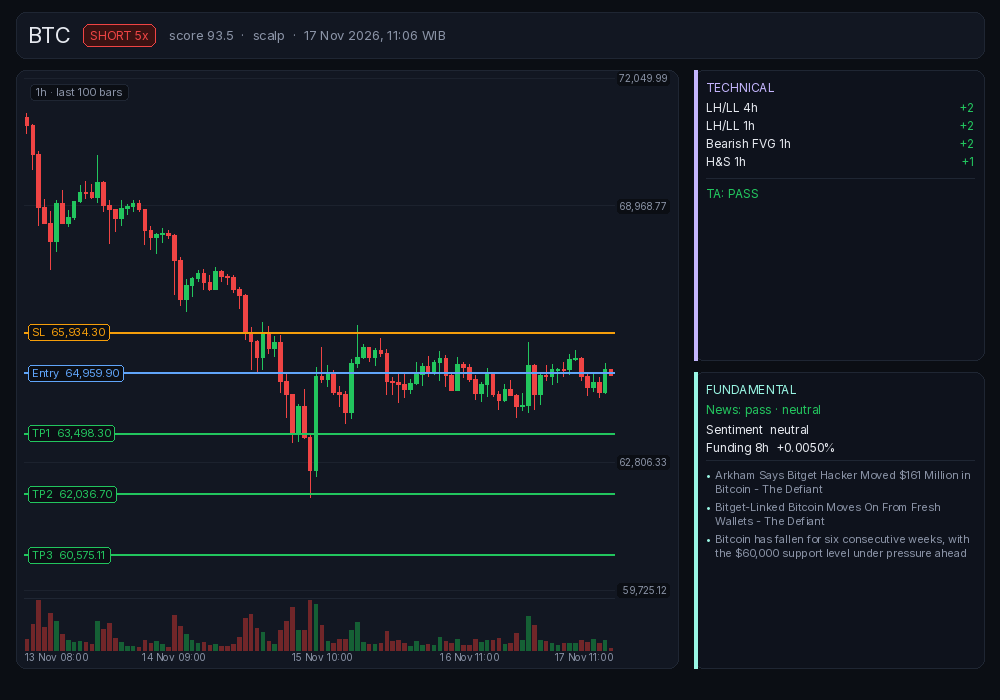 BTC
SHORT 5x
score 93.5 · scalp · 17 Nov 2026, 11:06 WIB
1h · last 100 bars
72,049.99
68,968.77
SL 65,934.30
Entry 64,959.90
TP1 63,498.30
62,806.33
TP2 62,036.70
TP3 60,575.11
59,725.12
13 Nov 08:00
14 Nov 09:00
15 Nov 10:00
16 Nov 11:00
17 Nov 11:00
TECHNICAL
LH/LL 4h +2
LH/LL 1h +2
Bearish FVG 1h +2
H&S 1h +1
TA: PASS
FUNDAMENTAL
News: pass · neutral
Sentiment neutral
Funding 8h +0.0050%
• Arkham Says Bitget Hacker Moved $161 Million in
Bitcoin - The Defiant
• Bitget-Linked Bitcoin Moves On From Fresh
Wallets - The Defiant
• Bitcoin has fallen for six consecutive weeks, with
the $60,000 support level under pressure ahead